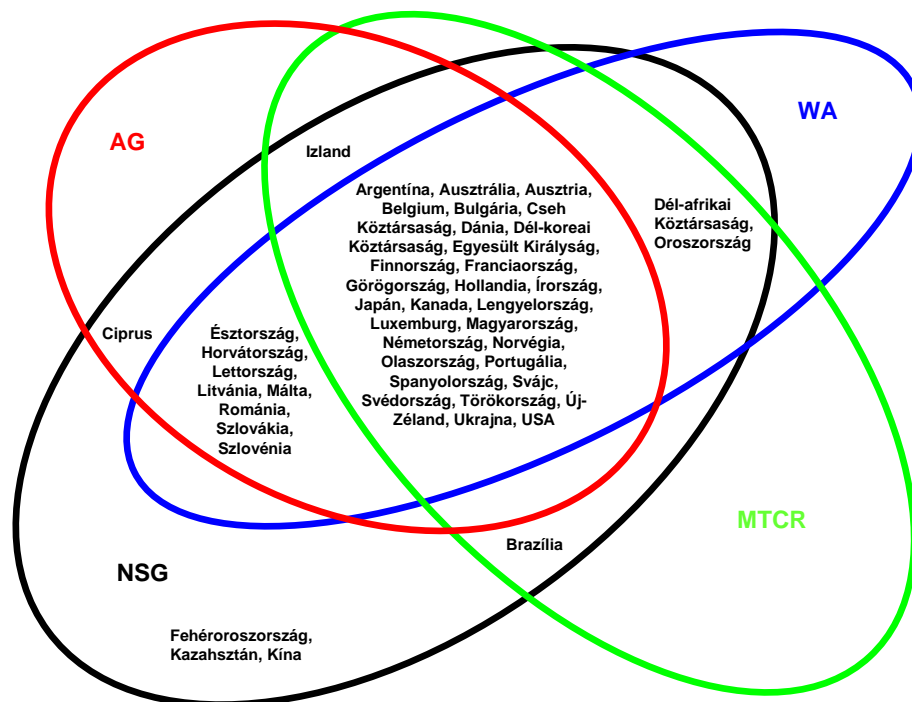 WA
AG
Izland
Argentína, Ausztrália, Ausztria,
Belgium, Bulgária, Cseh
Köztársaság, Dánia, Dél-koreai
Köztársaság, Egyesült Királyság,
Finnország, Franciaország,
Görögország, Hollandia, Írország,
Japán, Kanada, Lengyelország,
Luxemburg, Magyarország,
Németország, Norvégia,
Olaszország, Portugália,
Spanyolország, Svájc,
Svédország, Törökország, Új-
Zéland, Ukrajna, USA
Dél-afrikai
Köztársaság,
Oroszország
Ciprus
Észtország,
Horvátország,
Lettország,
Litvánia, Málta,
Románia,
Szlovákia,
Szlovénia
MTCR
Brazília
NSG
Fehéroroszország,
Kazahsztán, Kína